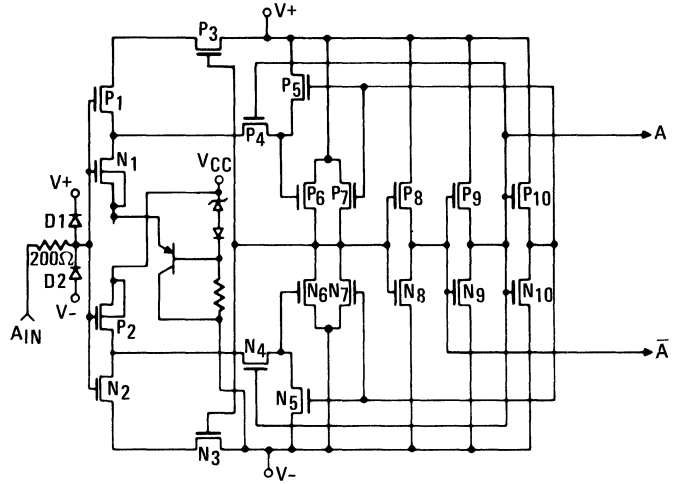 V+
P3
P1
P5
P4
A
N1
VCC
V+
P6
P7
P8
P9
P10
D1
200Ω
D2
V-
N6
N7
N8
N9
N10
P2
AIN
N4
A̅
N2
N5
N3
V-